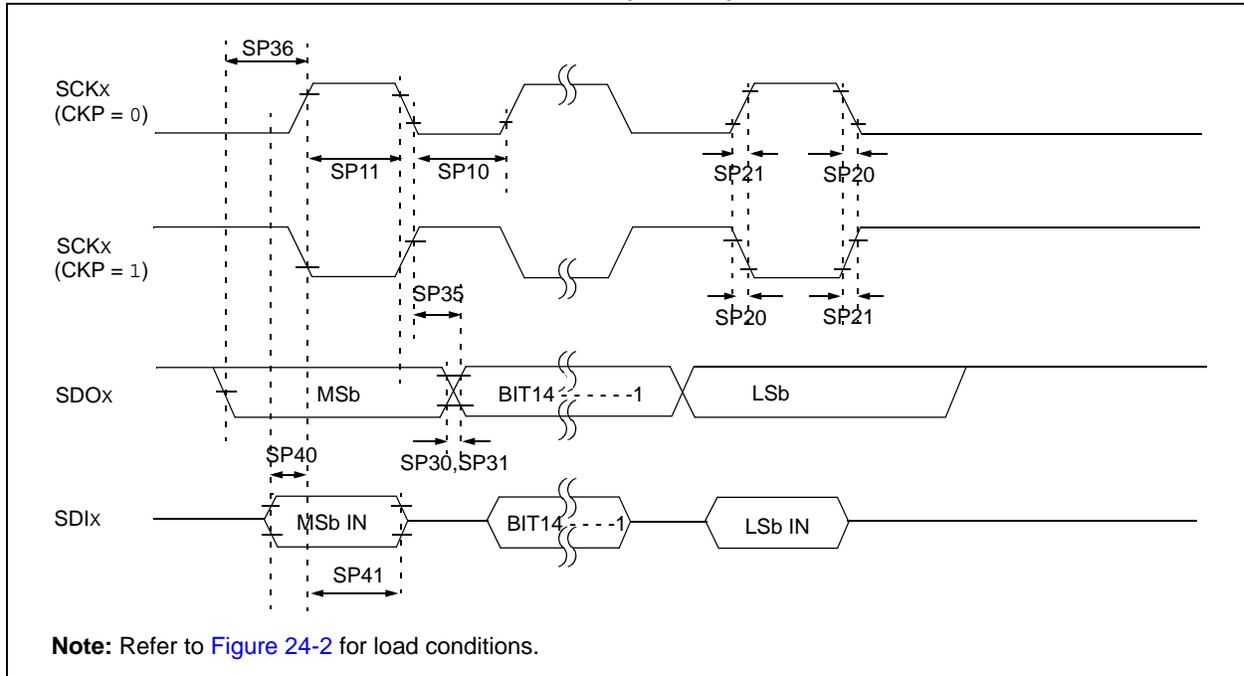 SP36
SCKX
(CKP = 0)
SP11
SP10
SP21
SP20
SCKX
(CKP = 1)
SP35
SP20
SP21
SDOX
MSb
BIT14 - - - - - -1
LSb
SP40
SP30,SP31
SDIX
MSb IN
BIT14 - - - -1
LSb IN
SP41
Note: Refer to Figure 24-2 for load conditions.